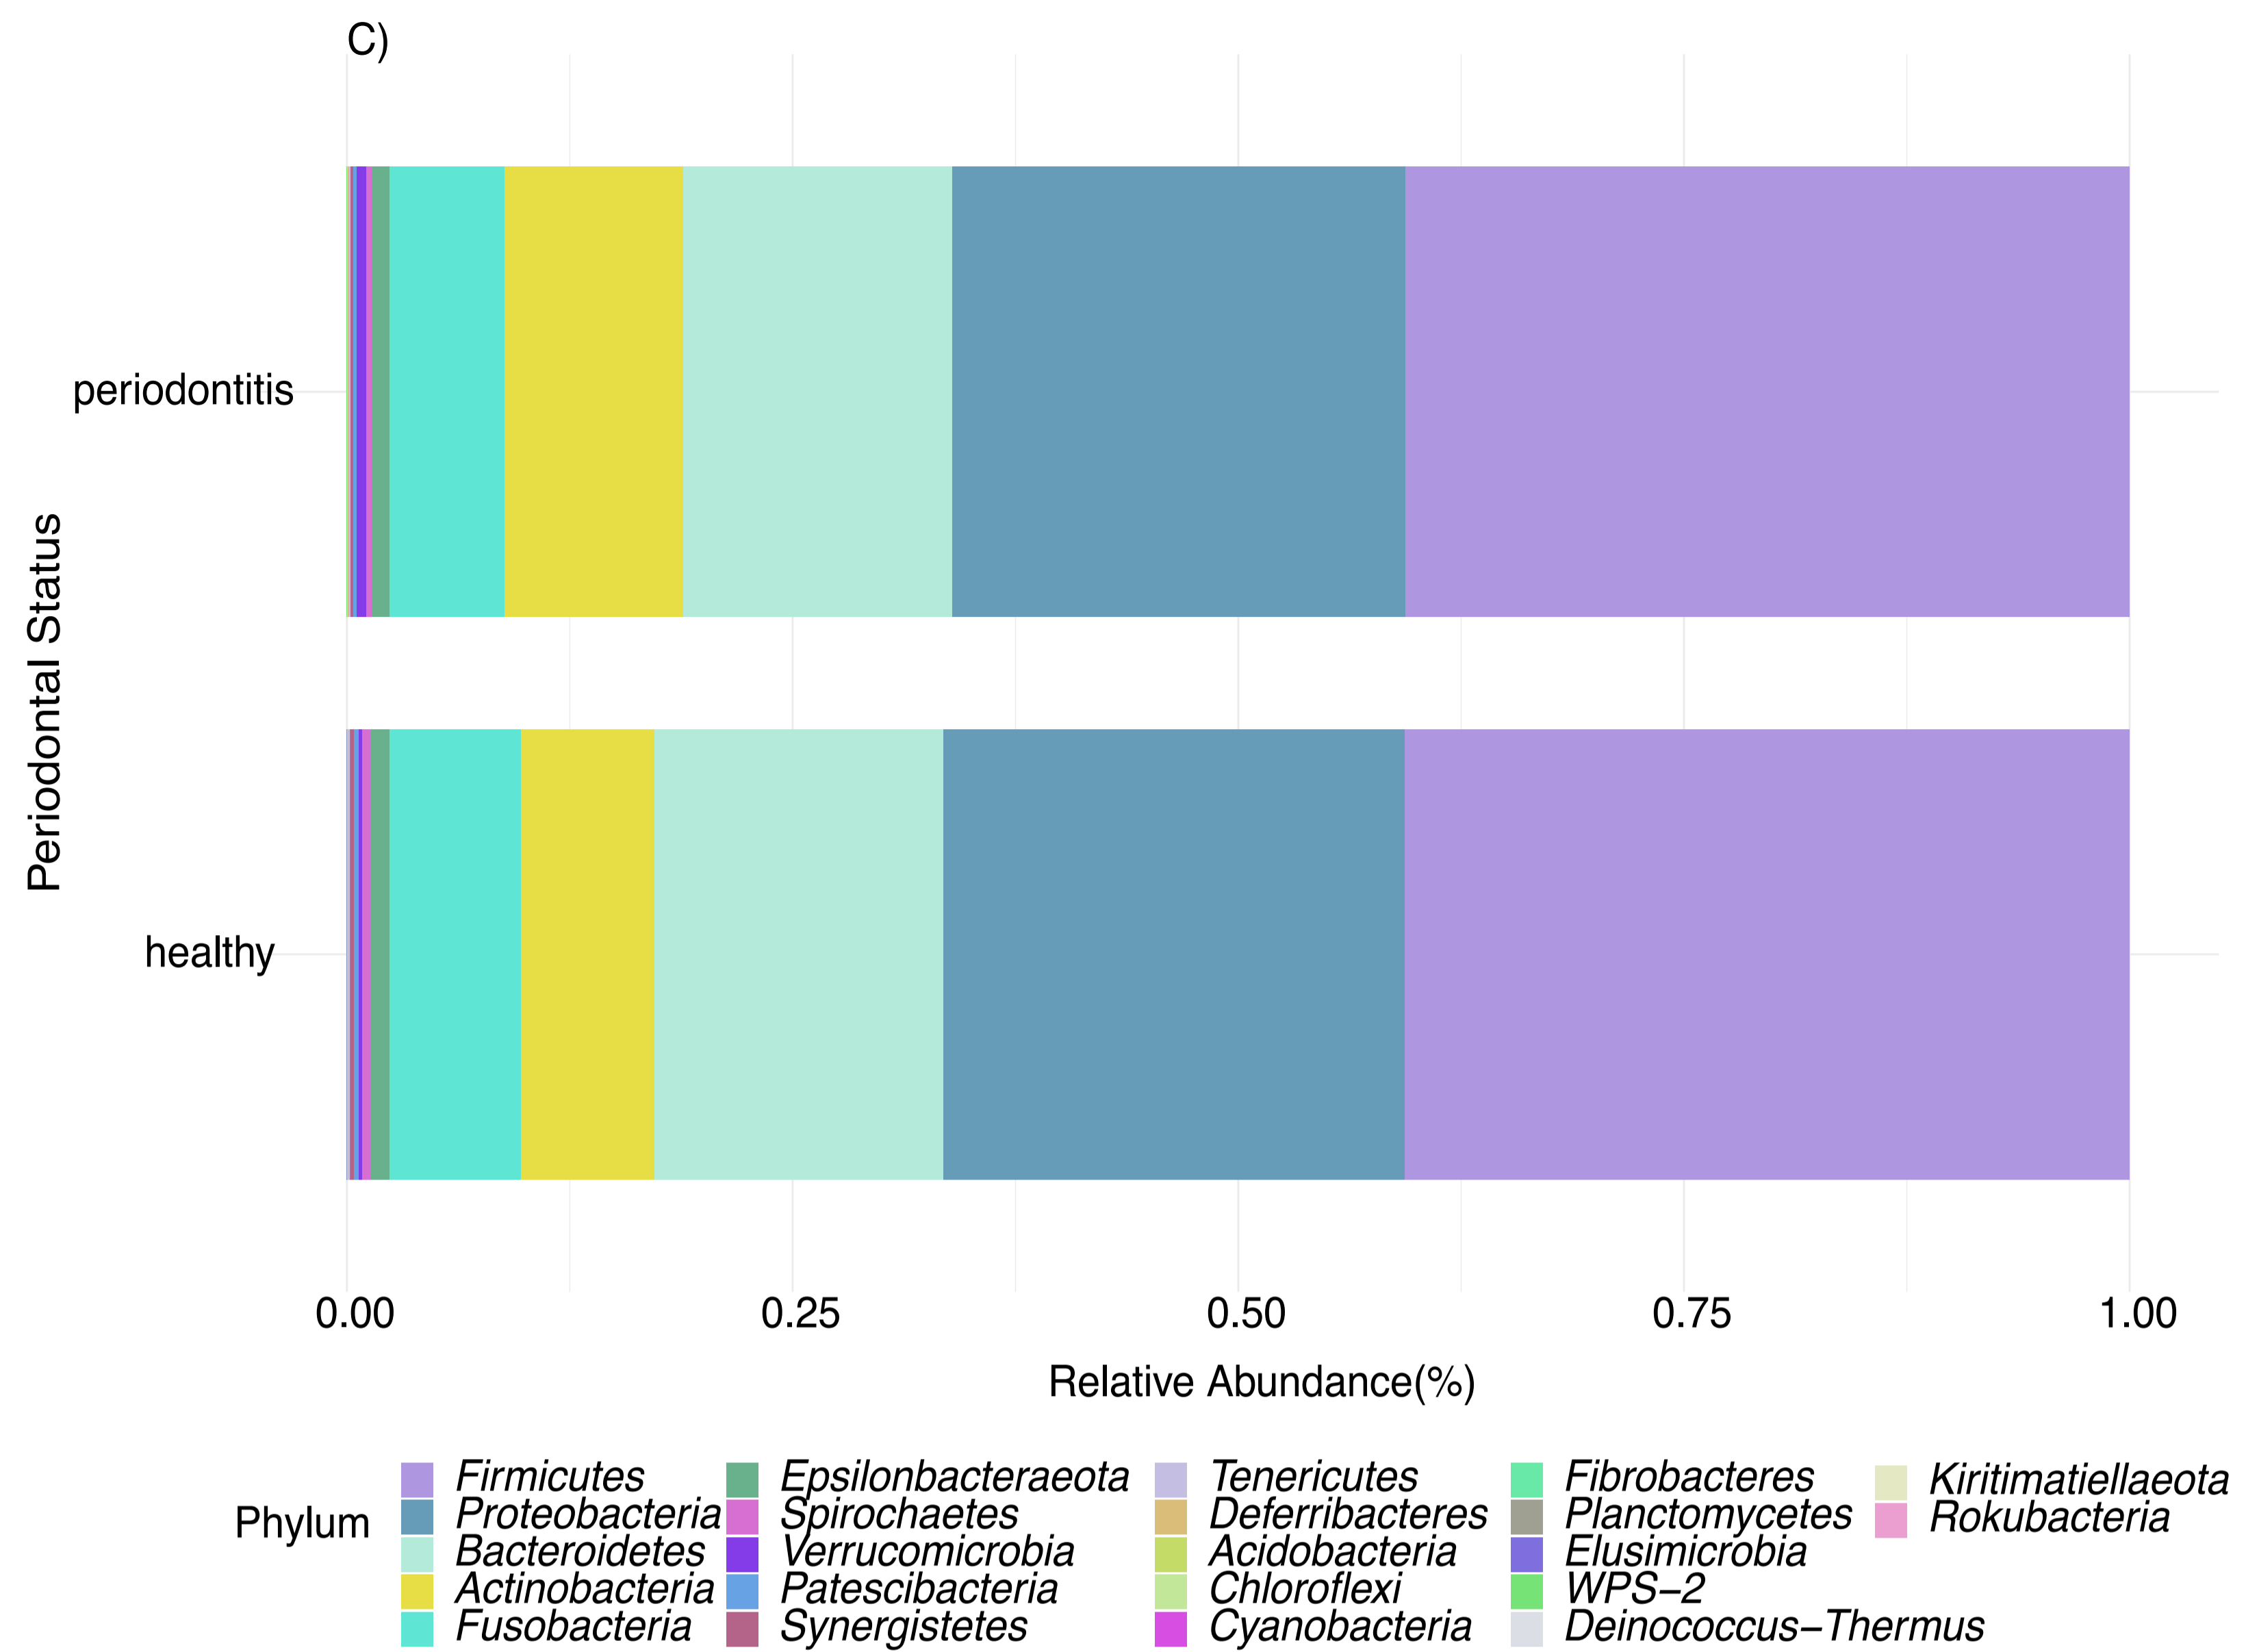 C)
periodontitis
healthy
Periodontal Status
0.00 0.25 0.50 0.75 1.00
Relative Abundance(%)
Phylum
Firmicutes
Proteobacteria
Bacteroidetes
Actinobacteria
Fusobacteria
Epsilonbacteraeota
Spirochaetes
Verrucomicrobia
Patescibacteria
Synergistetes
Tenericutes
Deferribacteres
Acidobacteria
Chloroflexi
Cyanobacteria
Fibrobacteres
Planctomycetes
Elusimicrobia
WPS-2
Deinococcus-Thermus
Kiritimatiellaeota
Rokubacteria